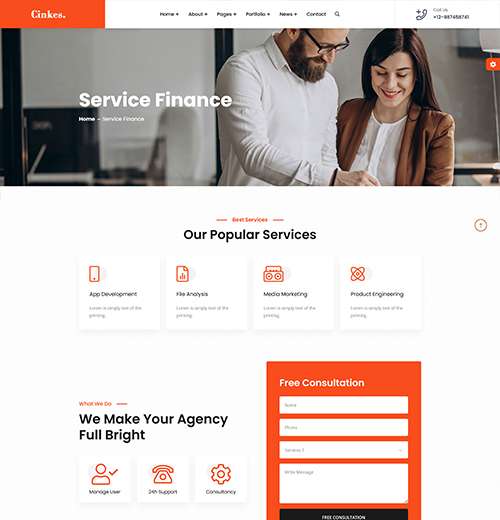 Cinkes.
Home
About
Pages
Portfolio
News
Contact
Call Us
+12-987458741
Service Finance
Home – Service Finance
Best Services
Our Popular Services
App Development
Lorem is simply text of the
printing.
File Analysis
Lorem is simply text of the
printing.
Media Marketing
Lorem is simply text of the
printing.
Product Engineering
Lorem is simply text of the
printing.
What We Do
We Make Your Agency
Full Bright
Manage User
24h Support
Consultancy
Free Consultation
Name
Phone
Services 1
Write Message
FREE CONSULTATION